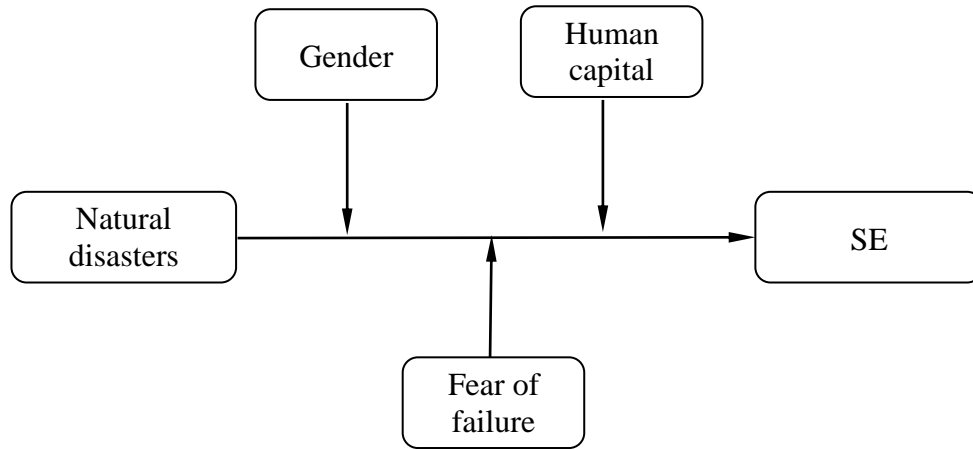 Gender
Human
capital
Natural
disasters
SE
Fear of
failure